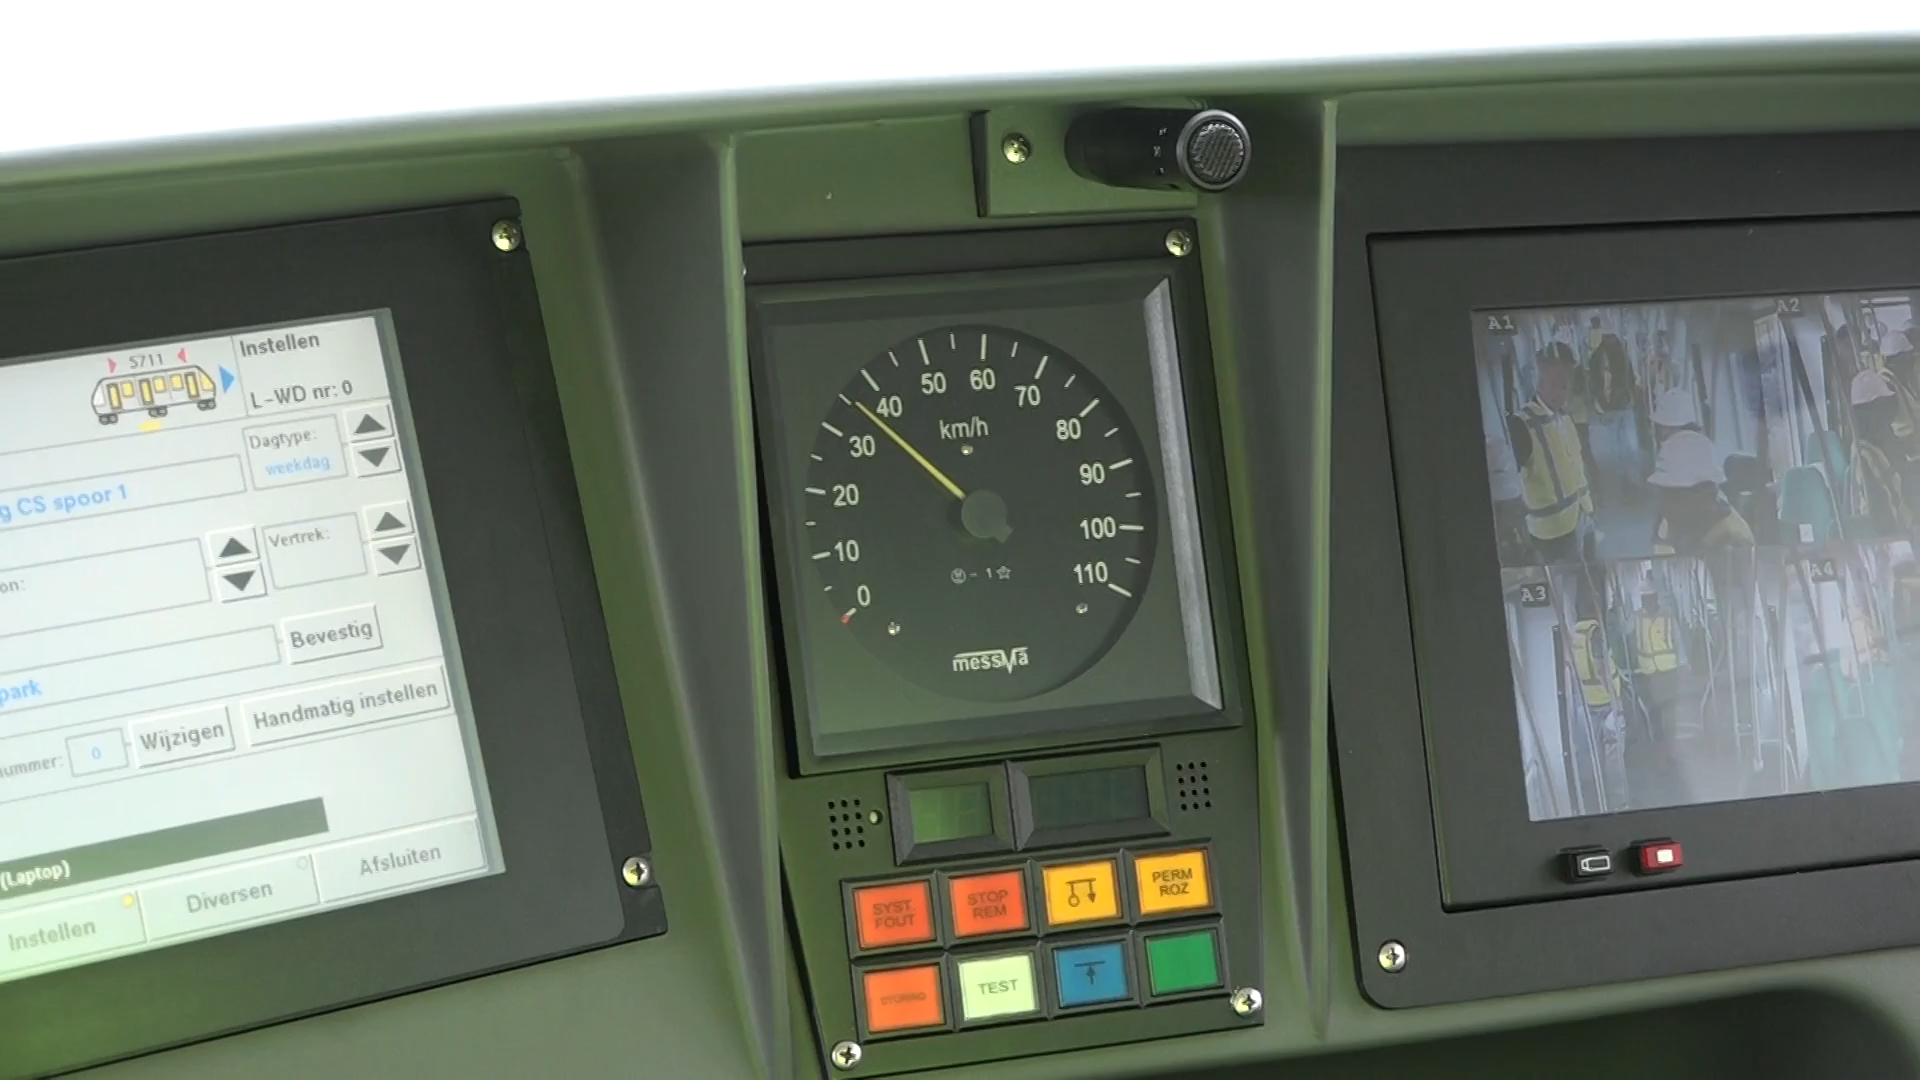 5711
Instellen
L-WD nr: 0
Dagtype:
weekdag
g CS spoor 1
on:
Vertrek:
Bevestig
park
nummer:
0
Wijzigen
Handmatig instellen
(Laptop)
Instellen
Diversen
Afsluiten
0
10
20
30
40
50
60
70
80
90
100
110
km/h
messma
SYST.
FOUT
STOP
REM
PERM
ROZ
TEST
A1
A2
A3
A4